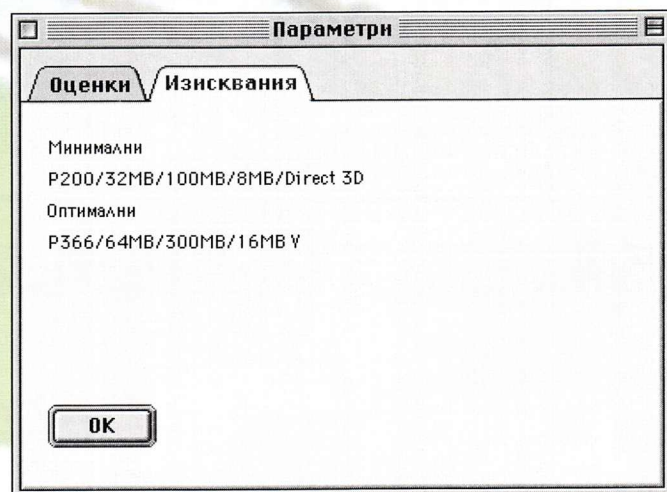 Параметри
Оценки Изисквания
Минимални
P200/32MB/100MB/8MB/Direct 3D
Оптимални
P366/64MB/300MB/16MB V
OK